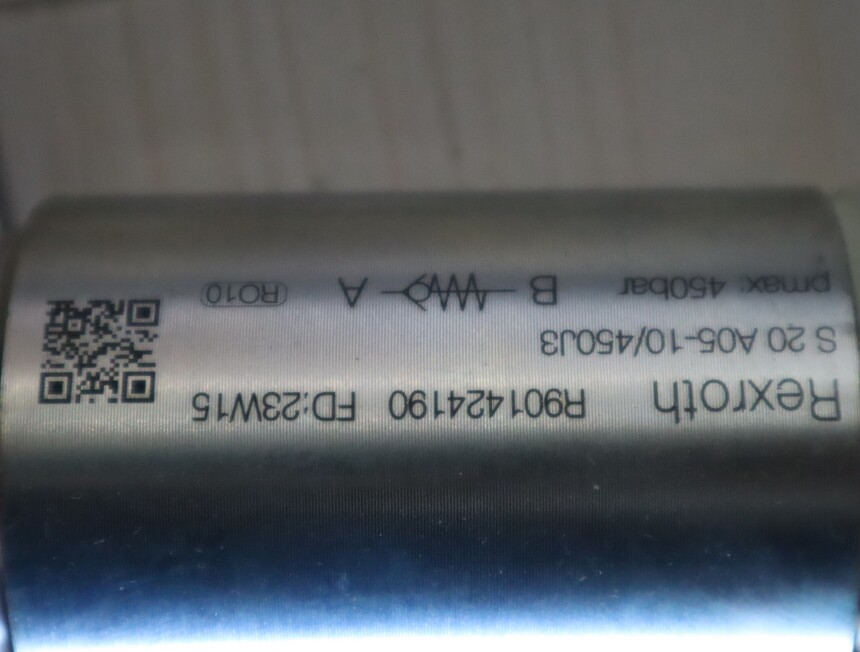 Rexroth R901424190 FD:23W15
S 20 A05-10/450J3
pmax: 450bar B A RO10